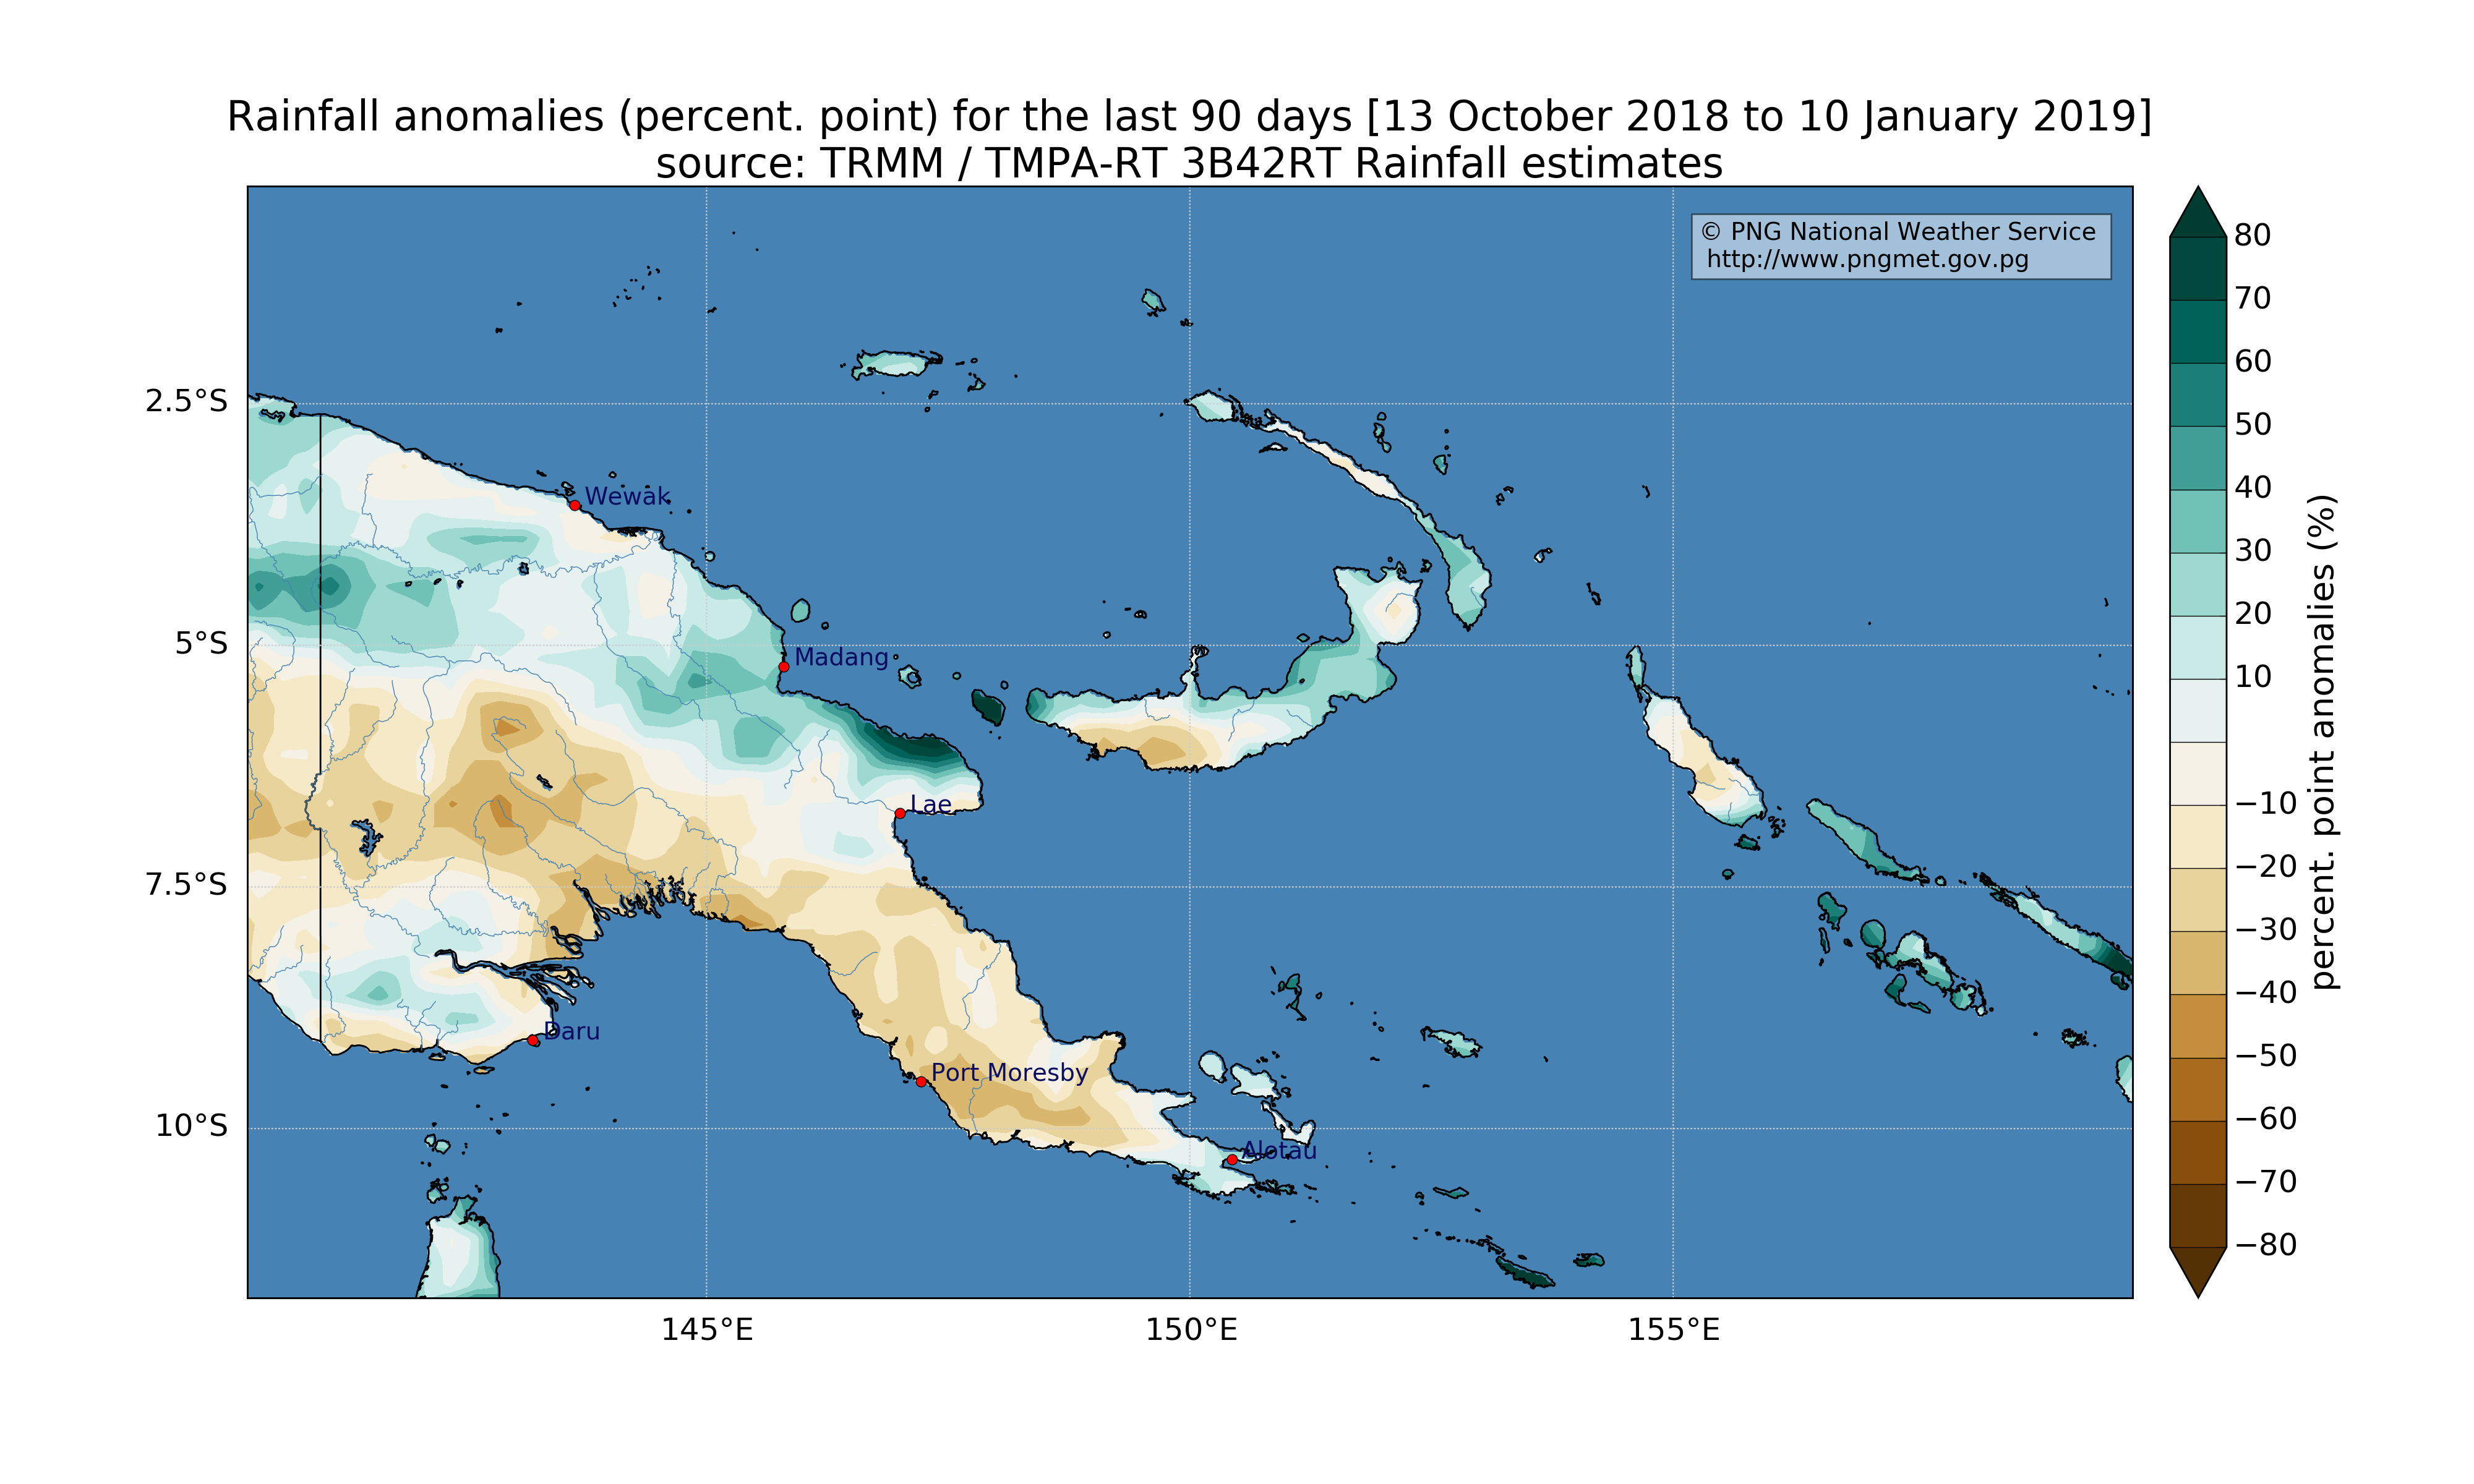 Rainfall anomalies (percent. point) for the last 90 days [13 October 2018 to 10 January 2019]
source: TRMM / TMPA-RT 3B42RT Rainfall estimates
© PNG National Weather Service
http://www.pngmet.gov.pg
2.5°S
5°S
7.5°S
10°S
Wewak
Madang
Lae
Daru
Port Moresby
Alotau
145°E
150°E
155°E
80
70
60
50
40
30
20
10
−10
−20
−30
−40
−50
−60
−70
−80
percent. point anomalies (%)